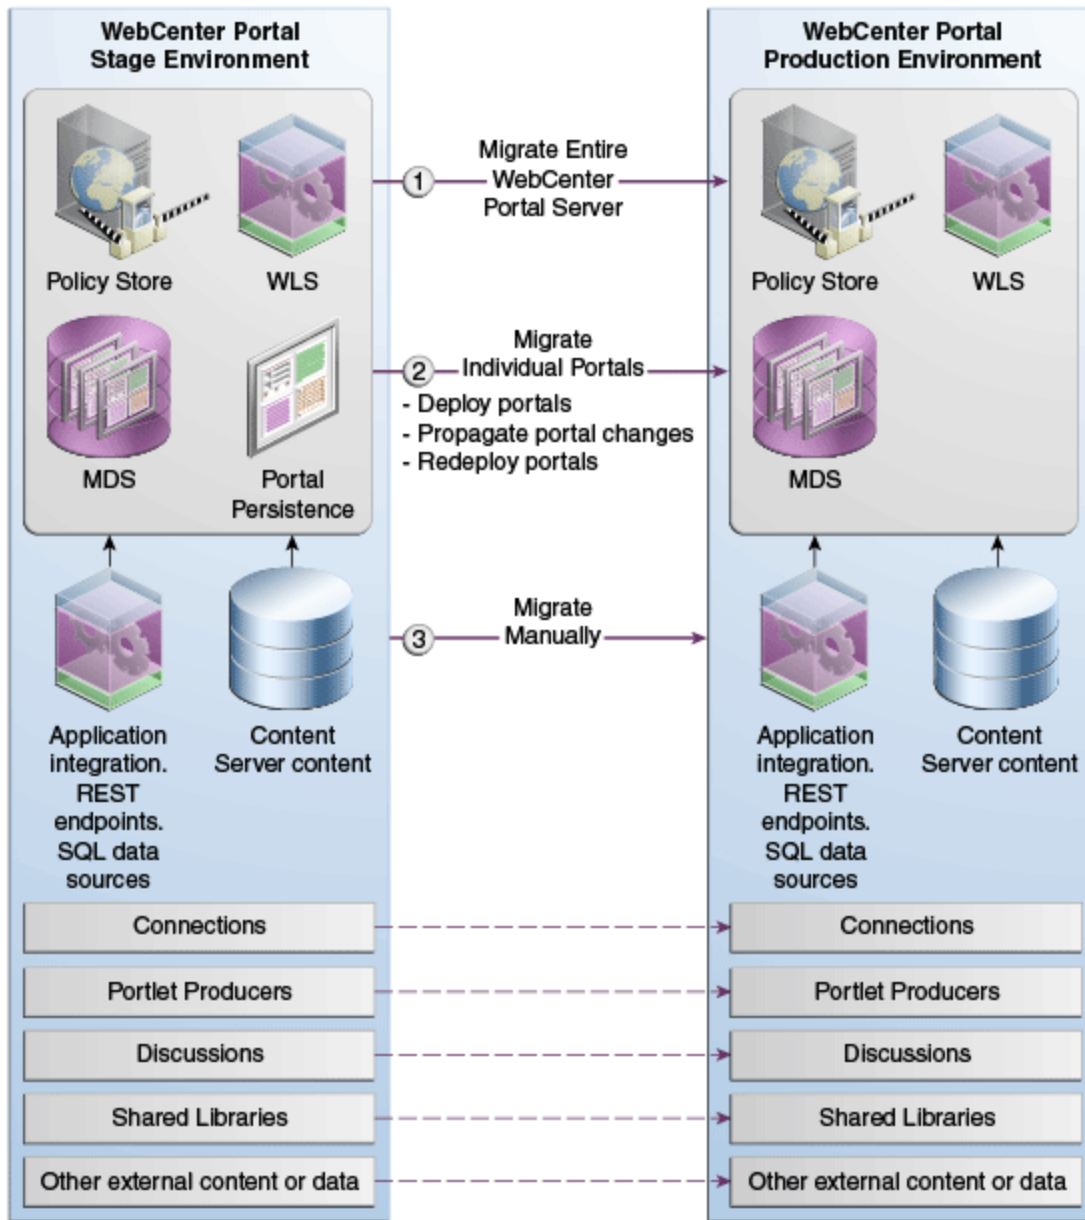 WebCenter Portal
Stage Environment
WebCenter Portal
Production Environment
Policy Store
WLS
MDS
Portal
Persistence
1
Migrate Entire
WebCenter
Portal Server
2
Migrate
Individual Portals
- Deploy portals
- Propagate portal changes
- Redeploy portals
Policy Store
WLS
MDS
Application
integration.
REST
endpoints.
SQL data
sources
Content
Server content
3
Migrate
Manually
Application
integration.
REST
endpoints.
SQL data
sources
Content
Server content
Connections
Connections
Portlet Producers
Portlet Producers
Discussions
Discussions
Shared Libraries
Shared Libraries
Other external content or data
Other external content or data